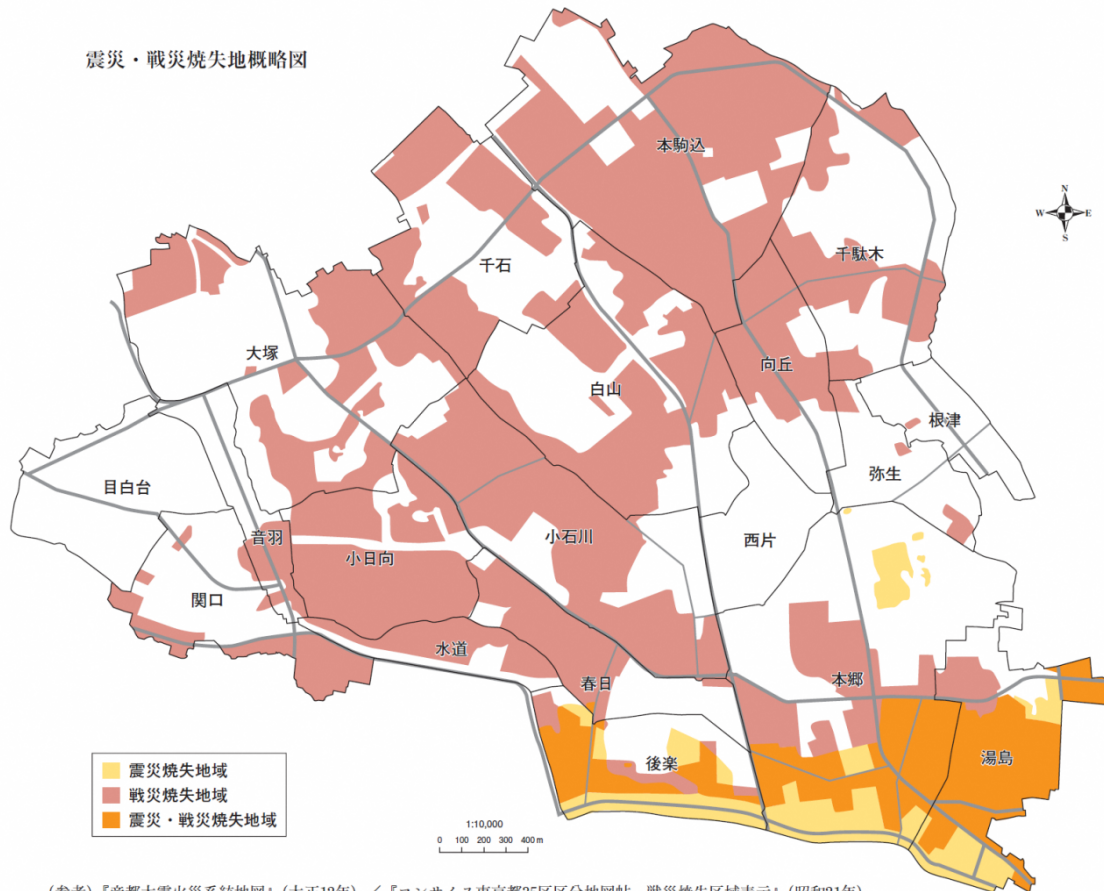 震災・戦災焼失地概略図
本駒込
N
W E
S
千駄木
千石
大塚
向丘
白山
根津
弥生
目白台
音羽
小石川
西片
小日向
関口
水道
本郷
春日
湯島
後楽
震災焼失地域
戦災焼失地域
震災・戦災焼失地域
1:10,000
0 100 200 300 400 m